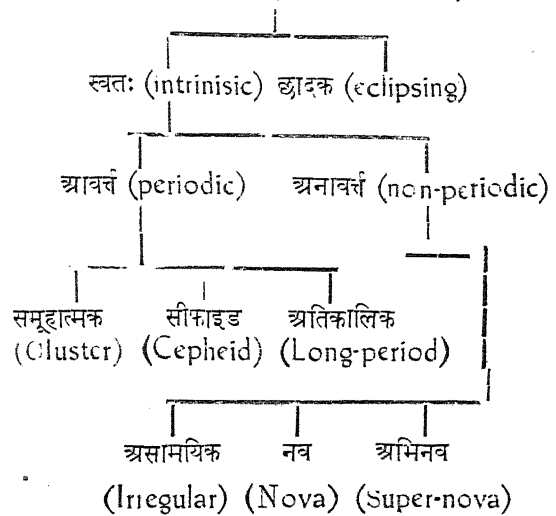 स्वतः (intrinisic) छादक (eclipsing)
आवर्त्त (periodic) अनावर्त्त (non-periodic)
समूहात्मक सीफाइड अतिकालिक
(Cluster) (Cepheid) (Long-period)
असामयिक नव अभिनव
(Irregular) (Nova) (Super-nova)